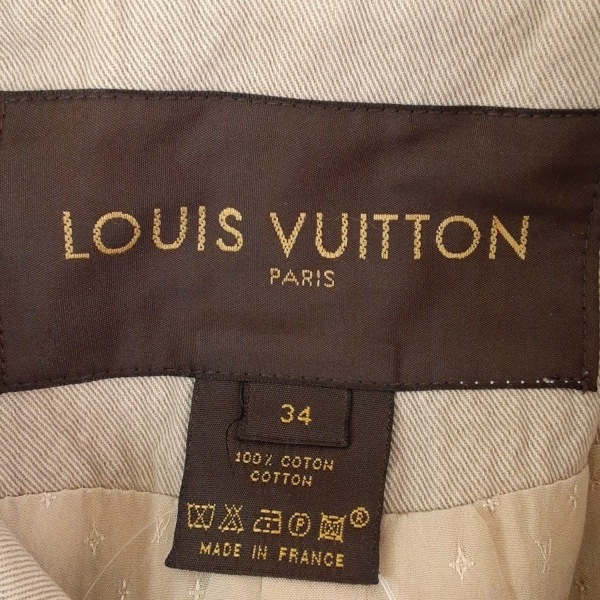 LOUIS VUITTON
PARIS
34
100% COTON
COTTON
P ®
MADE IN FRANCE